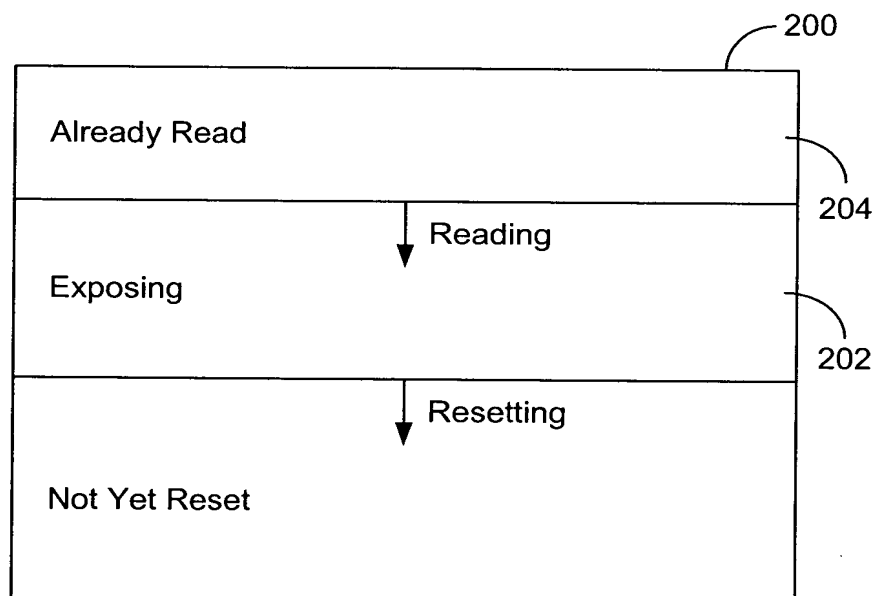 200
Already Read
204
Reading
Exposing
202
Resetting
Not Yet Reset